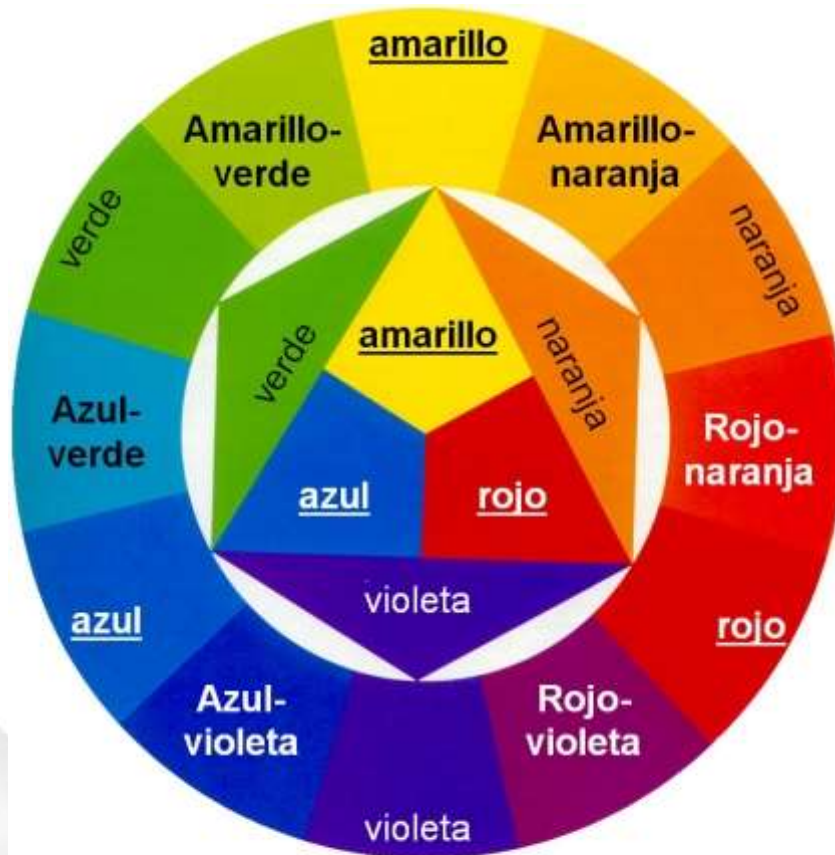 amarillo
Amarillo-
verde
Amarillo-
naranja
verde
naranja
amarillo
verde
naranja
Azul-
verde
Rojo-
naranja
azul
rojo
azul
rojo
violeta
Azul-
violeta
Rojo-
violeta
violeta